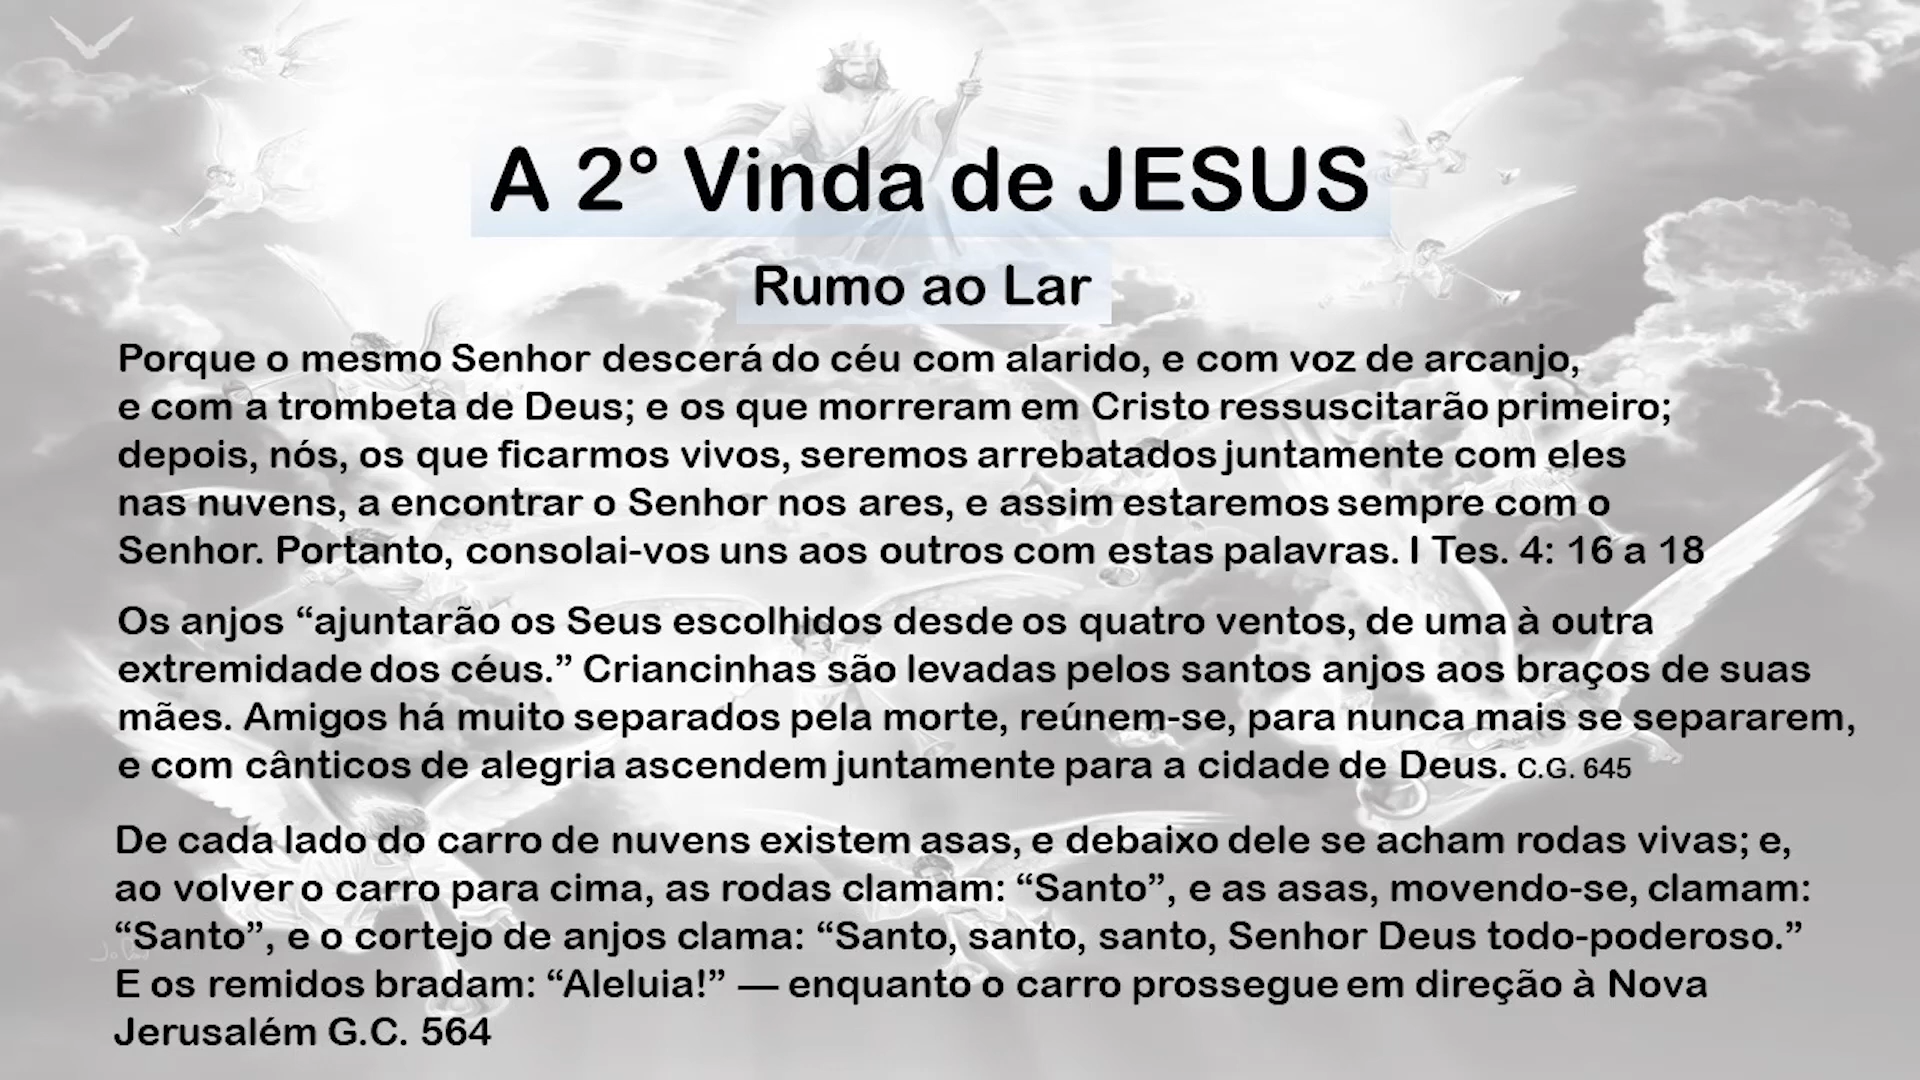 A 2º Vinda de JESUS
Rumo ao Lar
Porque o mesmo Senhor descerá do céu com alarido, e com voz de arcanjo,
e com a trombeta de Deus; e os que morreram em Cristo ressuscitarão primeiro;
depois, nós, os que ficarmos vivos, seremos arrebatados juntamente com eles
nas nuvens, a encontrar o Senhor nos ares, e assim estaremos sempre com o
Senhor. Portanto, consolai-vos uns aos outros com estas palavras. I Tes. 4: 16 a 18
Os anjos “ajuntarão os Seus escolhidos desde os quatro ventos, de uma à outra
extremidade dos céus.” Criancinhas são levadas pelos santos anjos aos braços de suas
mães. Amigos há muito separados pela morte, reúnem-se, para nunca mais se separarem,
e com cânticos de alegria ascendem juntamente para a cidade de Deus. C.G. 645
De cada lado do carro de nuvens existem asas, e debaixo dele se acham rodas vivas; e,
ao volver o carro para cima, as rodas clamam: “Santo”, e as asas, movendo-se, clamam:
“Santo”, e o cortejo de anjos clama: “Santo, santo, santo, Senhor Deus todo-poderoso.”
E os remidos bradam: “Aleluia!” — enquanto o carro prossegue em direção à Nova
Jerusalém G.C. 564